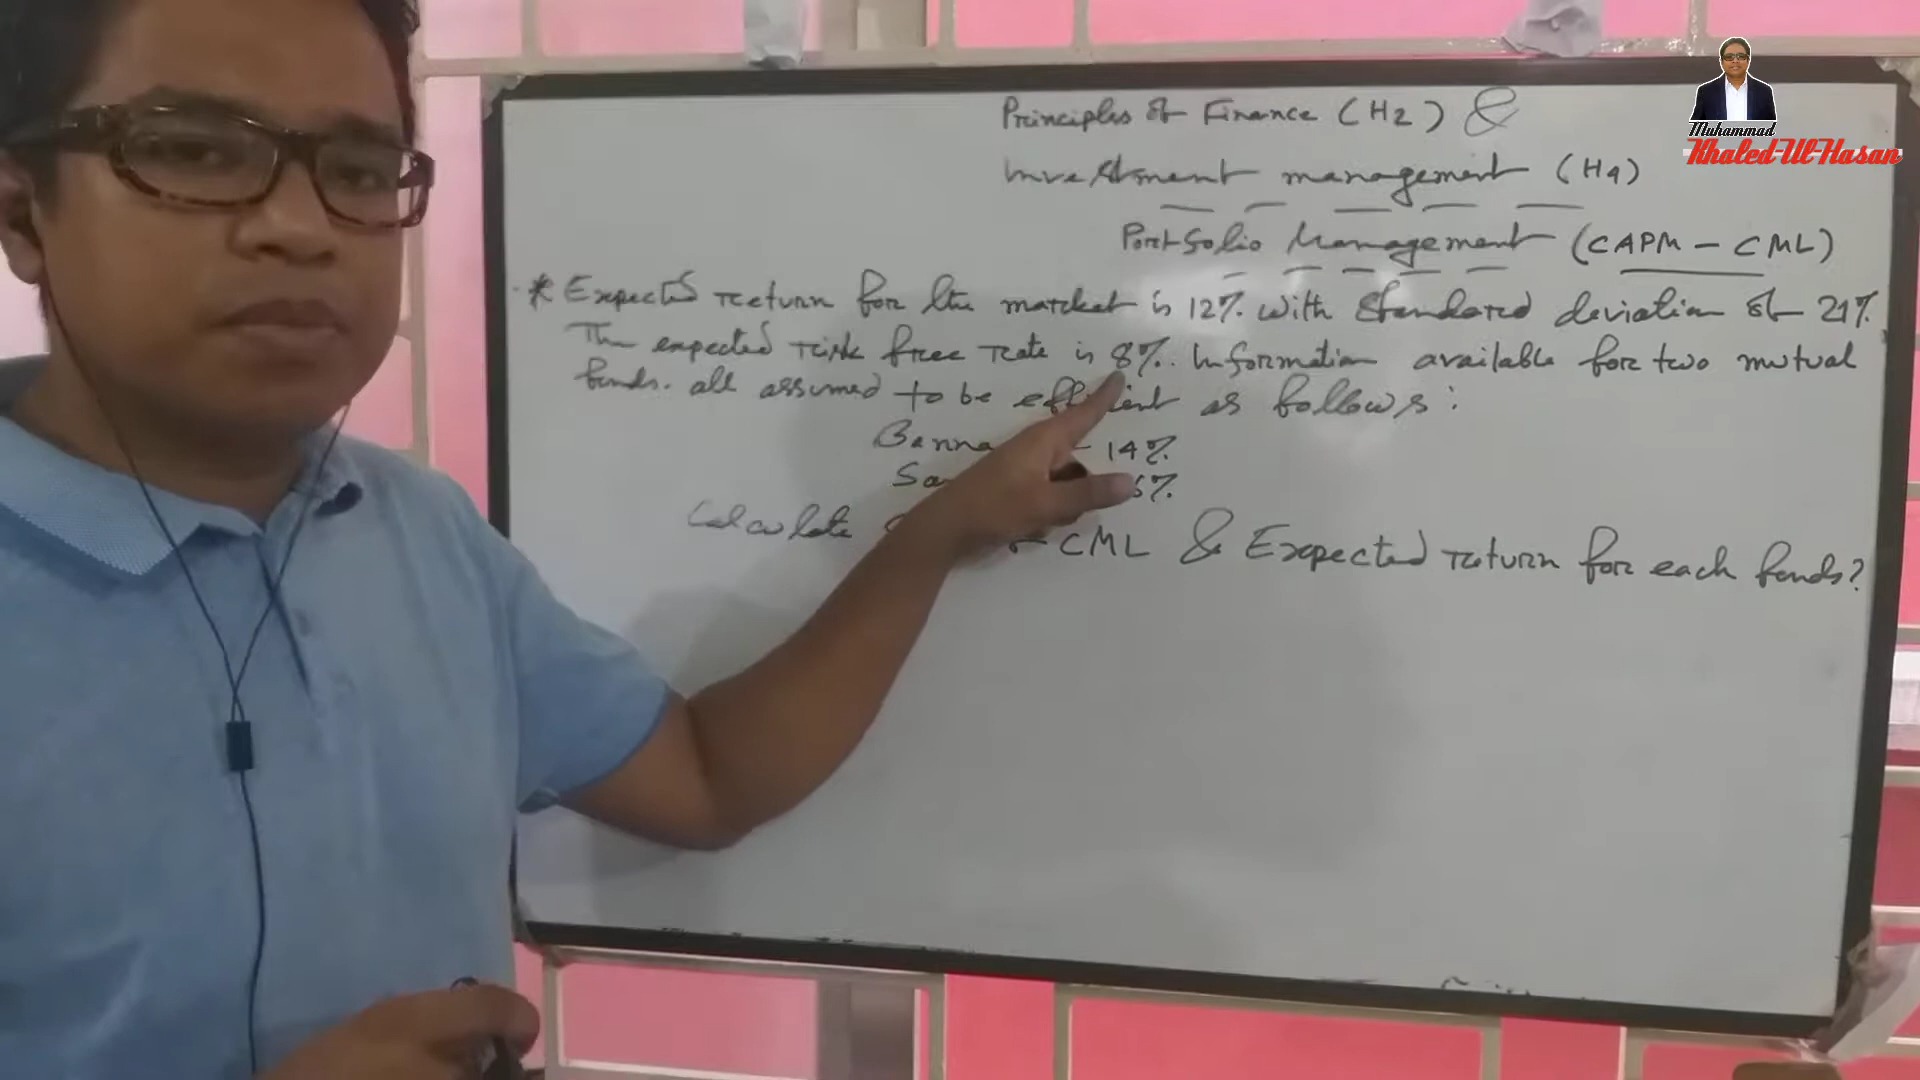 Muhammad
Khaled-Ul-Hasan
Principles of Finance (H2) &
Investment management (H4)
Portfolio Management (CAPM – CML)
* Expected return for the market is 12% with Standard deviation of 21%
The expected risk free rate is 8%. Information available for two mutual
funds. all assumed to be efficient as follows:
14%
Calculate CML & Expected return for each funds?